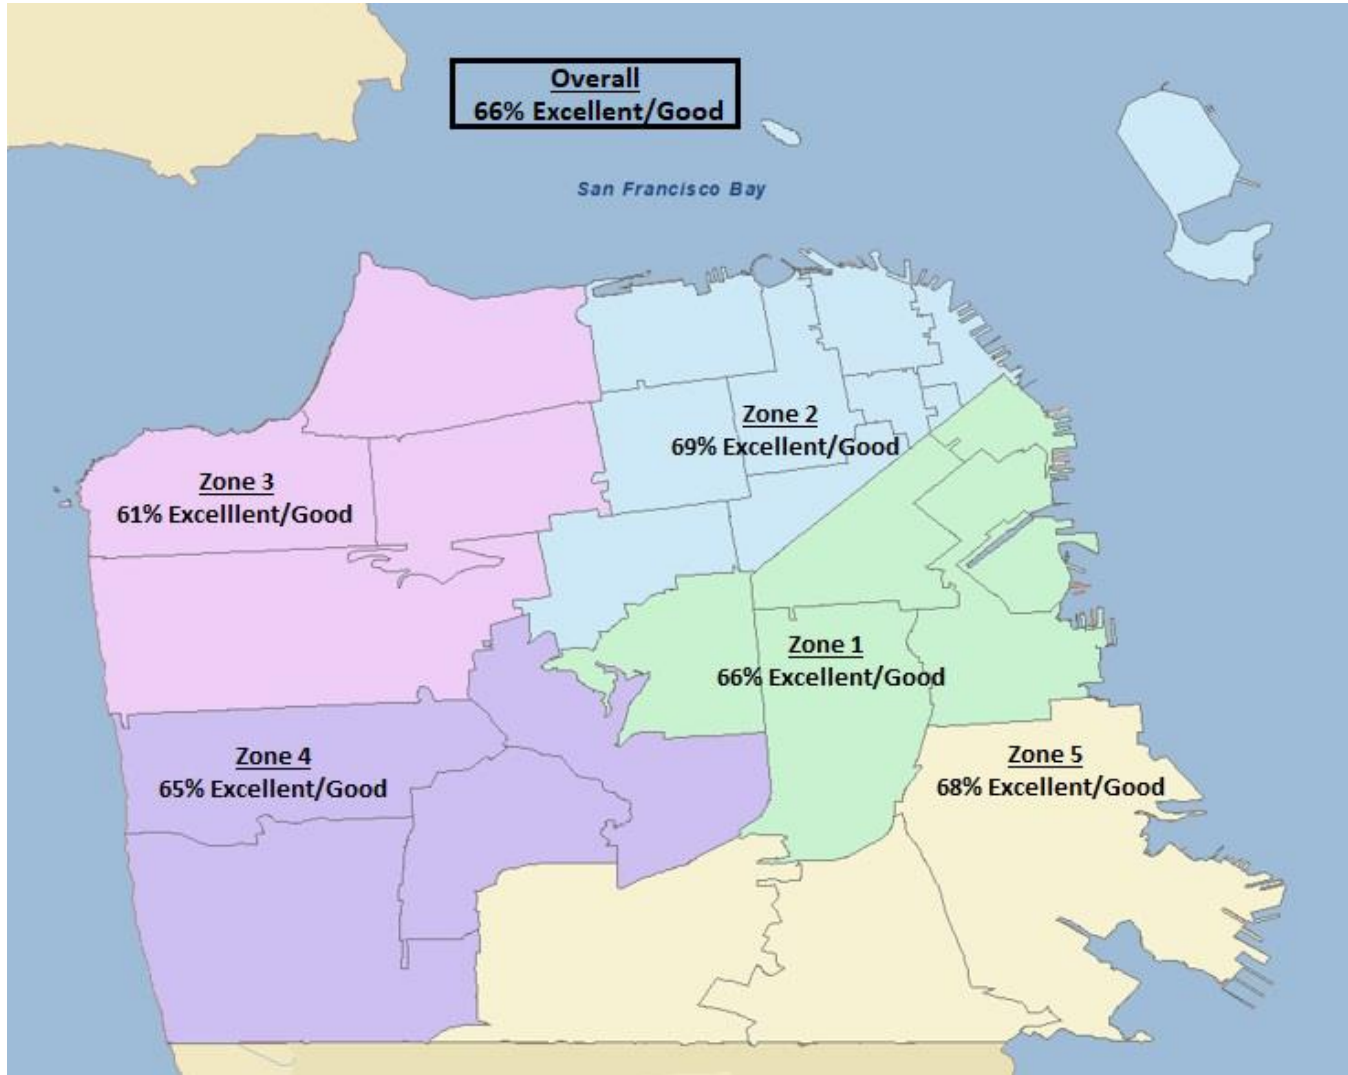 Overall
66% Excellent/Good
San Francisco Bay
Zone 2
69% Excellent/Good
Zone 3
61% Excelllent/Good
Zone 1
66% Excellent/Good
Zone 4
65% Excellent/Good
Zone 5
68% Excellent/Good